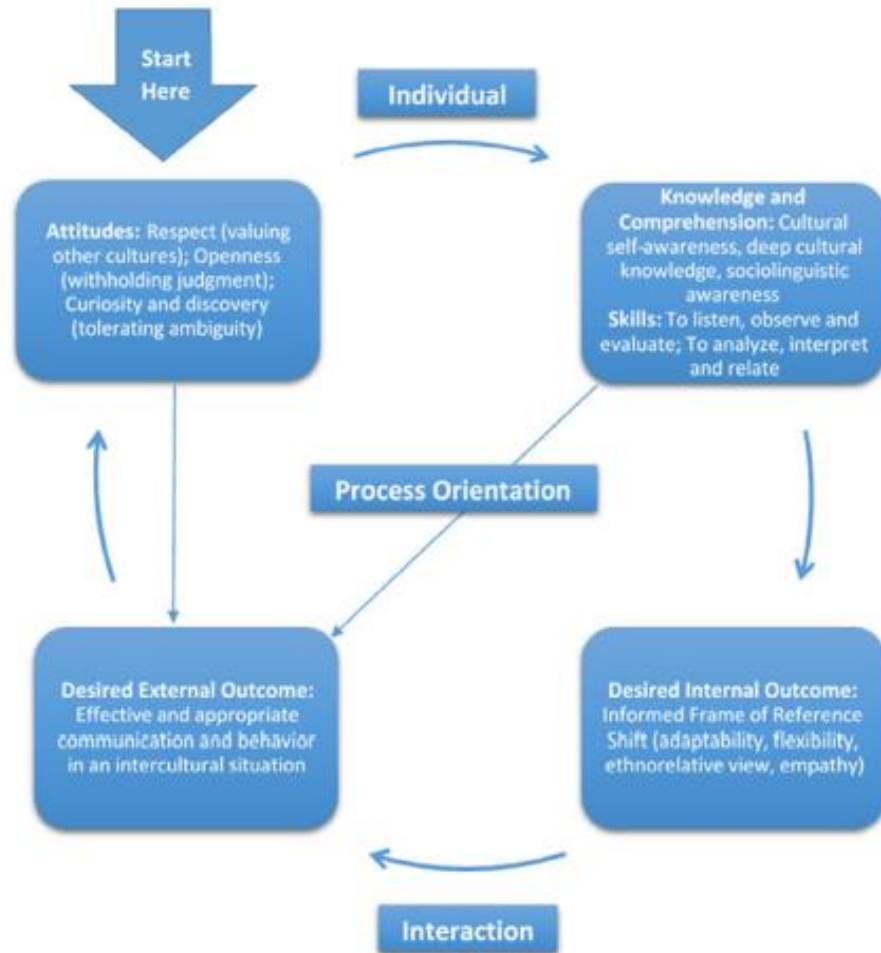 Start
Here
Individual
Attitudes: Respect (valuing
other cultures); Openness
(withholding judgment);
Curiosity and discovery
(tolerating ambiguity)
Knowledge and
Comprehension: Cultural
self-awareness, deep cultural
knowledge, sociolinguistic
awareness
Skills: To listen, observe and
evaluate; To analyze, interpret
and relate
Process Orientation
Desired External Outcome:
Effective and appropriate
communication and behavior
in an intercultural situation
Desired Internal Outcome:
Informed Frame of Reference
Shift (adaptability, flexibility,
ethnorelative view, empathy)
Interaction